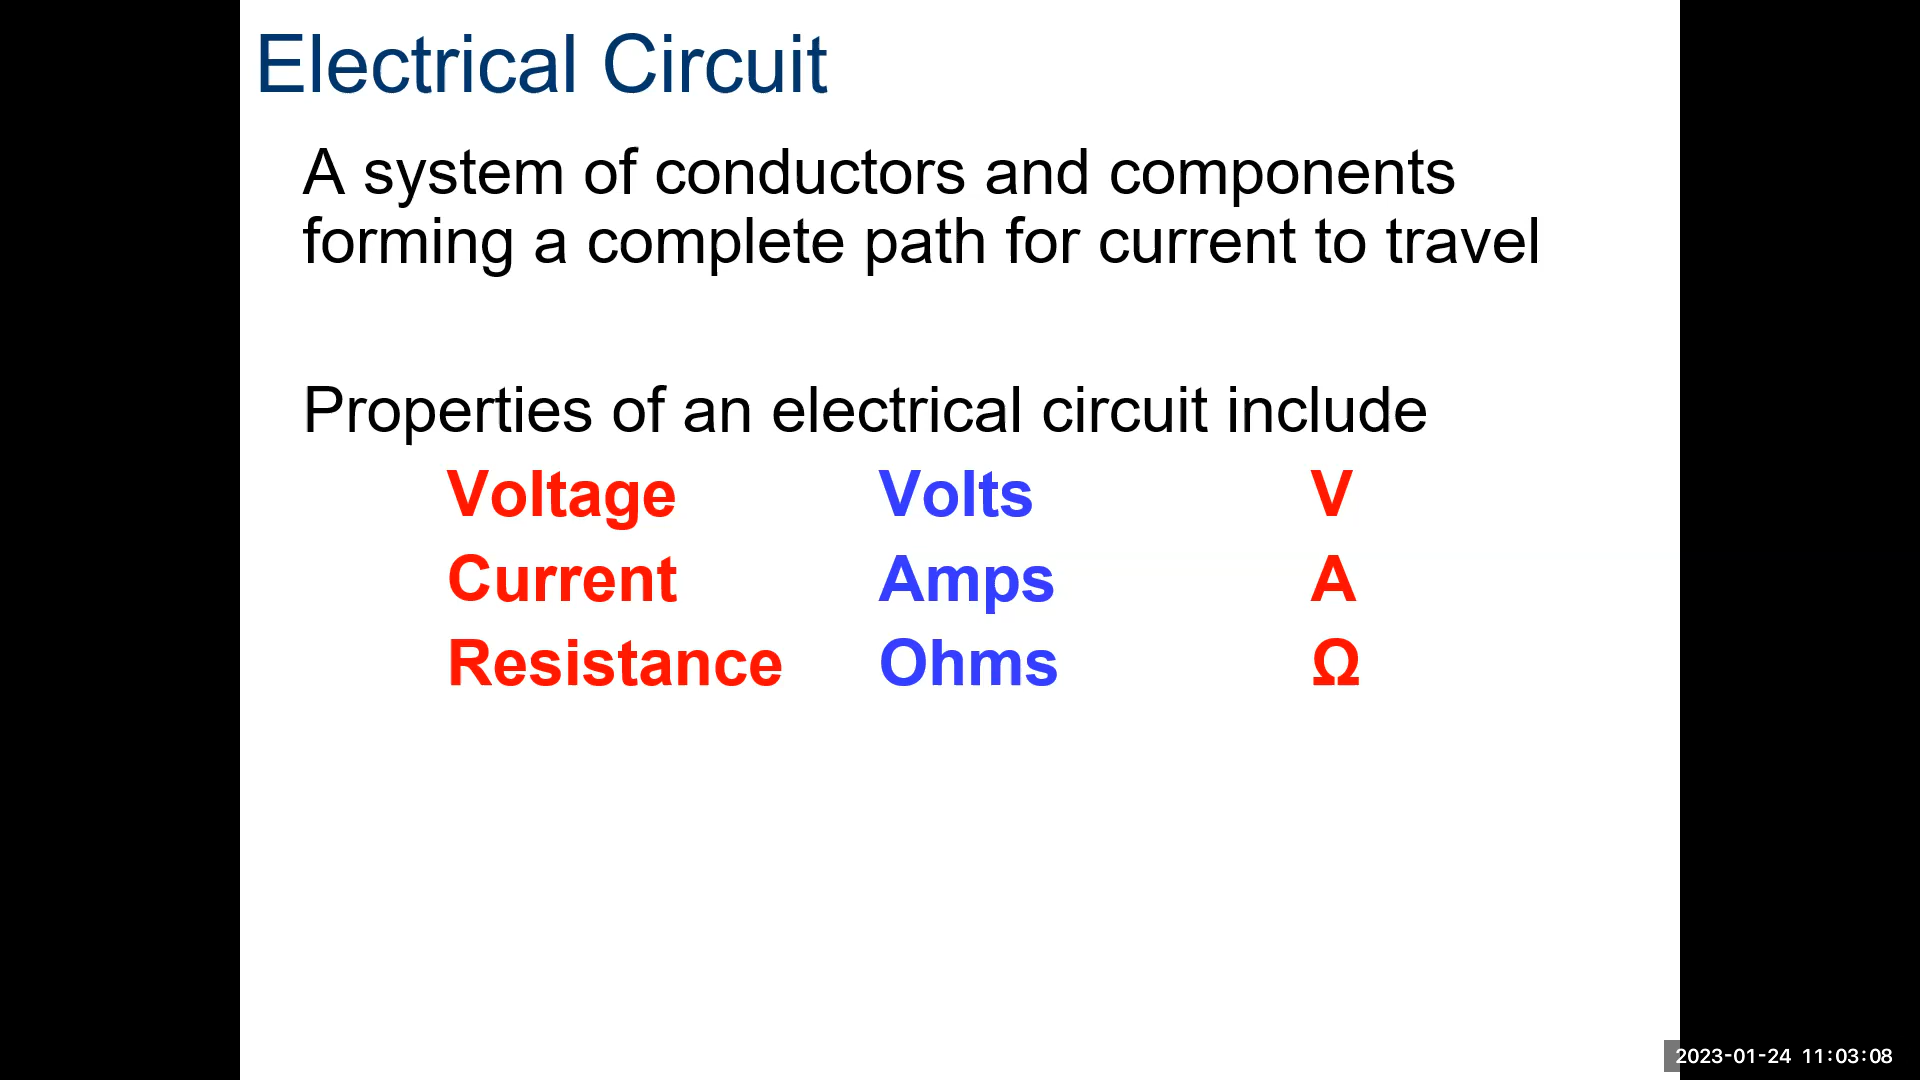 Electrical Circuit
A system of conductors and components
forming a complete path for current to travel
Properties of an electrical circuit include
Voltage Volts V
Current Amps A
Resistance Ohms Ω
2023-01-24 11:03:08